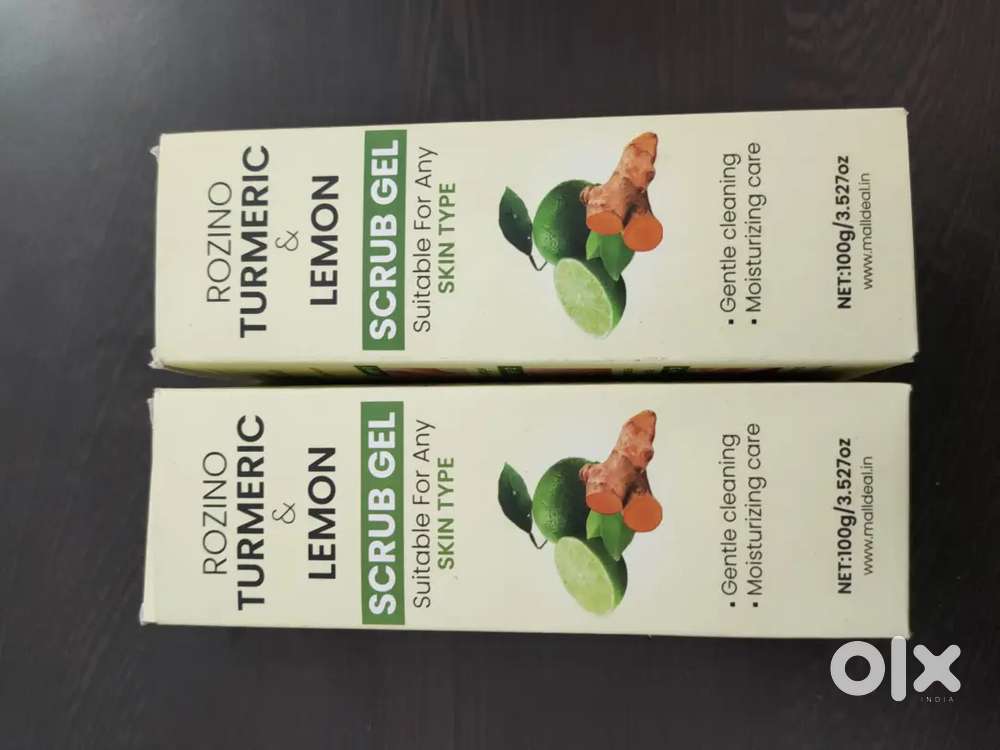 ROZINO
TURMERIC
&
LEMON
SCRUB GEL
Suitable For Any
SKIN TYPE
• Gentle cleaning
• Moisturizing care
NET:100g/3.527oz
www.malldeal.in
ROZINO
TURMERIC
&
LEMON
SCRUB GEL
Suitable For Any
SKIN TYPE
• Gentle cleaning
• Moisturizing care
NET:100g/3.527oz
www.malldeal.in
olx
INDIA